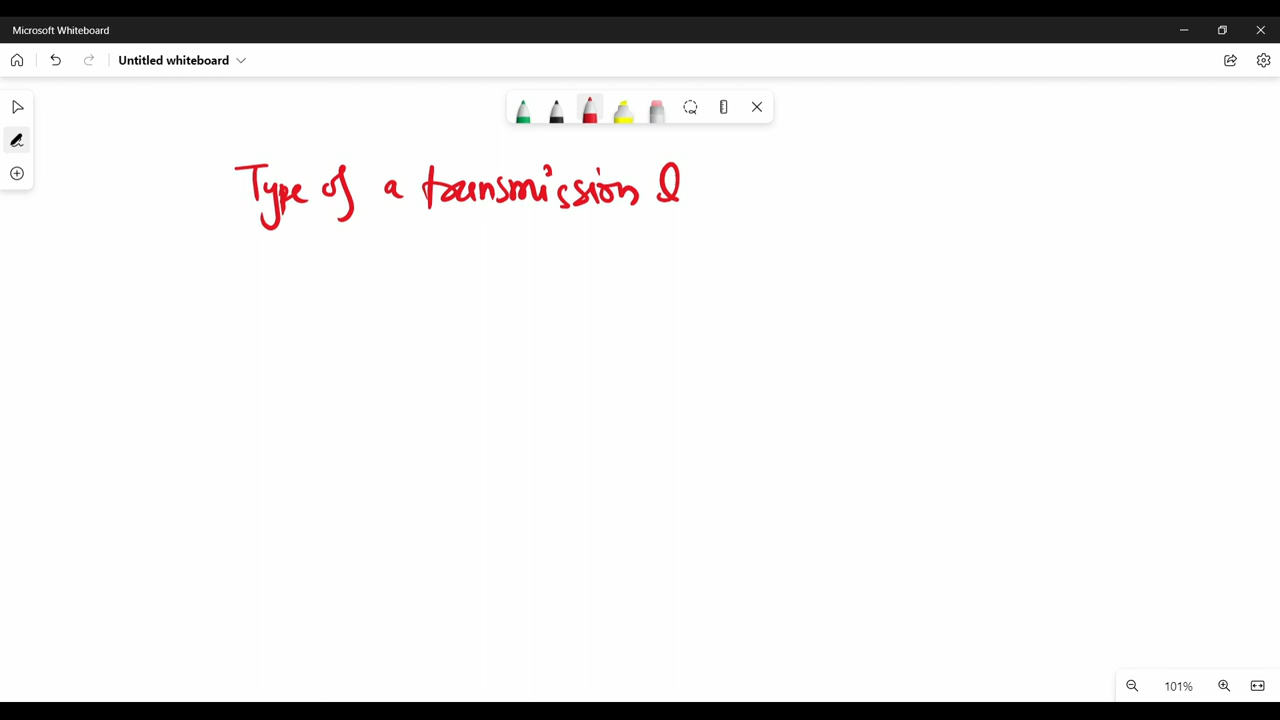 Microsoft Whiteboard
Untitled whiteboard
Type of a transmission l
101%